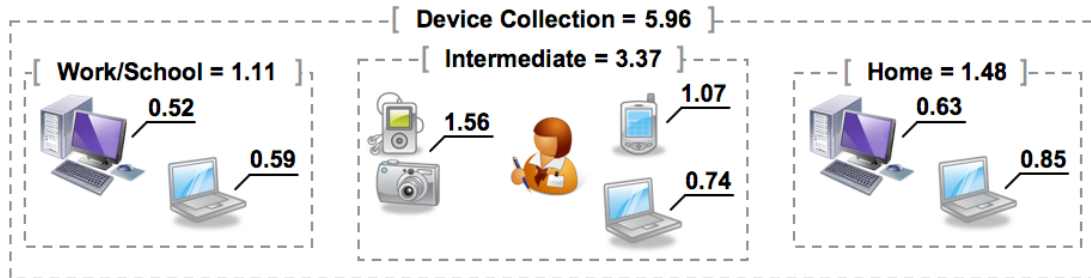 Device Collection = 5.96
Work/School = 1.11
Intermediate = 3.37
Home = 1.48
0.52
0.59
1.56
1.07
0.74
0.63
0.85